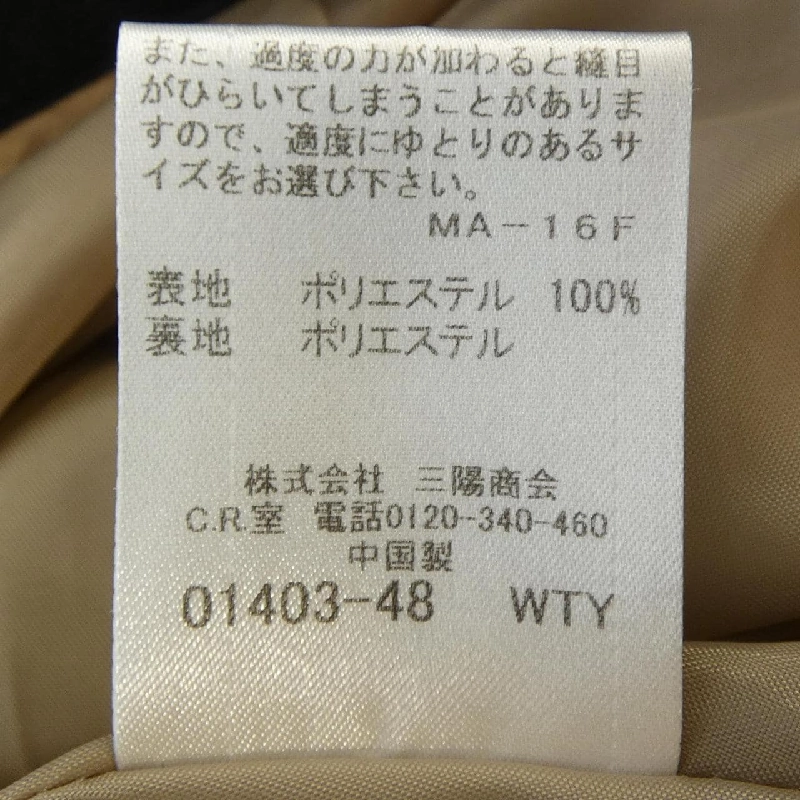 また、過度の力が加わると縫目
がひらいてしまうことがありま
すので、適度にゆとりのあるサ
イズをお選び下さい。
MA－16F
表地 ポリエステル 100%
裏地 ポリエステル
株式会社 三陽商会
C.R.室 電話0120-340-460
中国製
01403-48 WTY